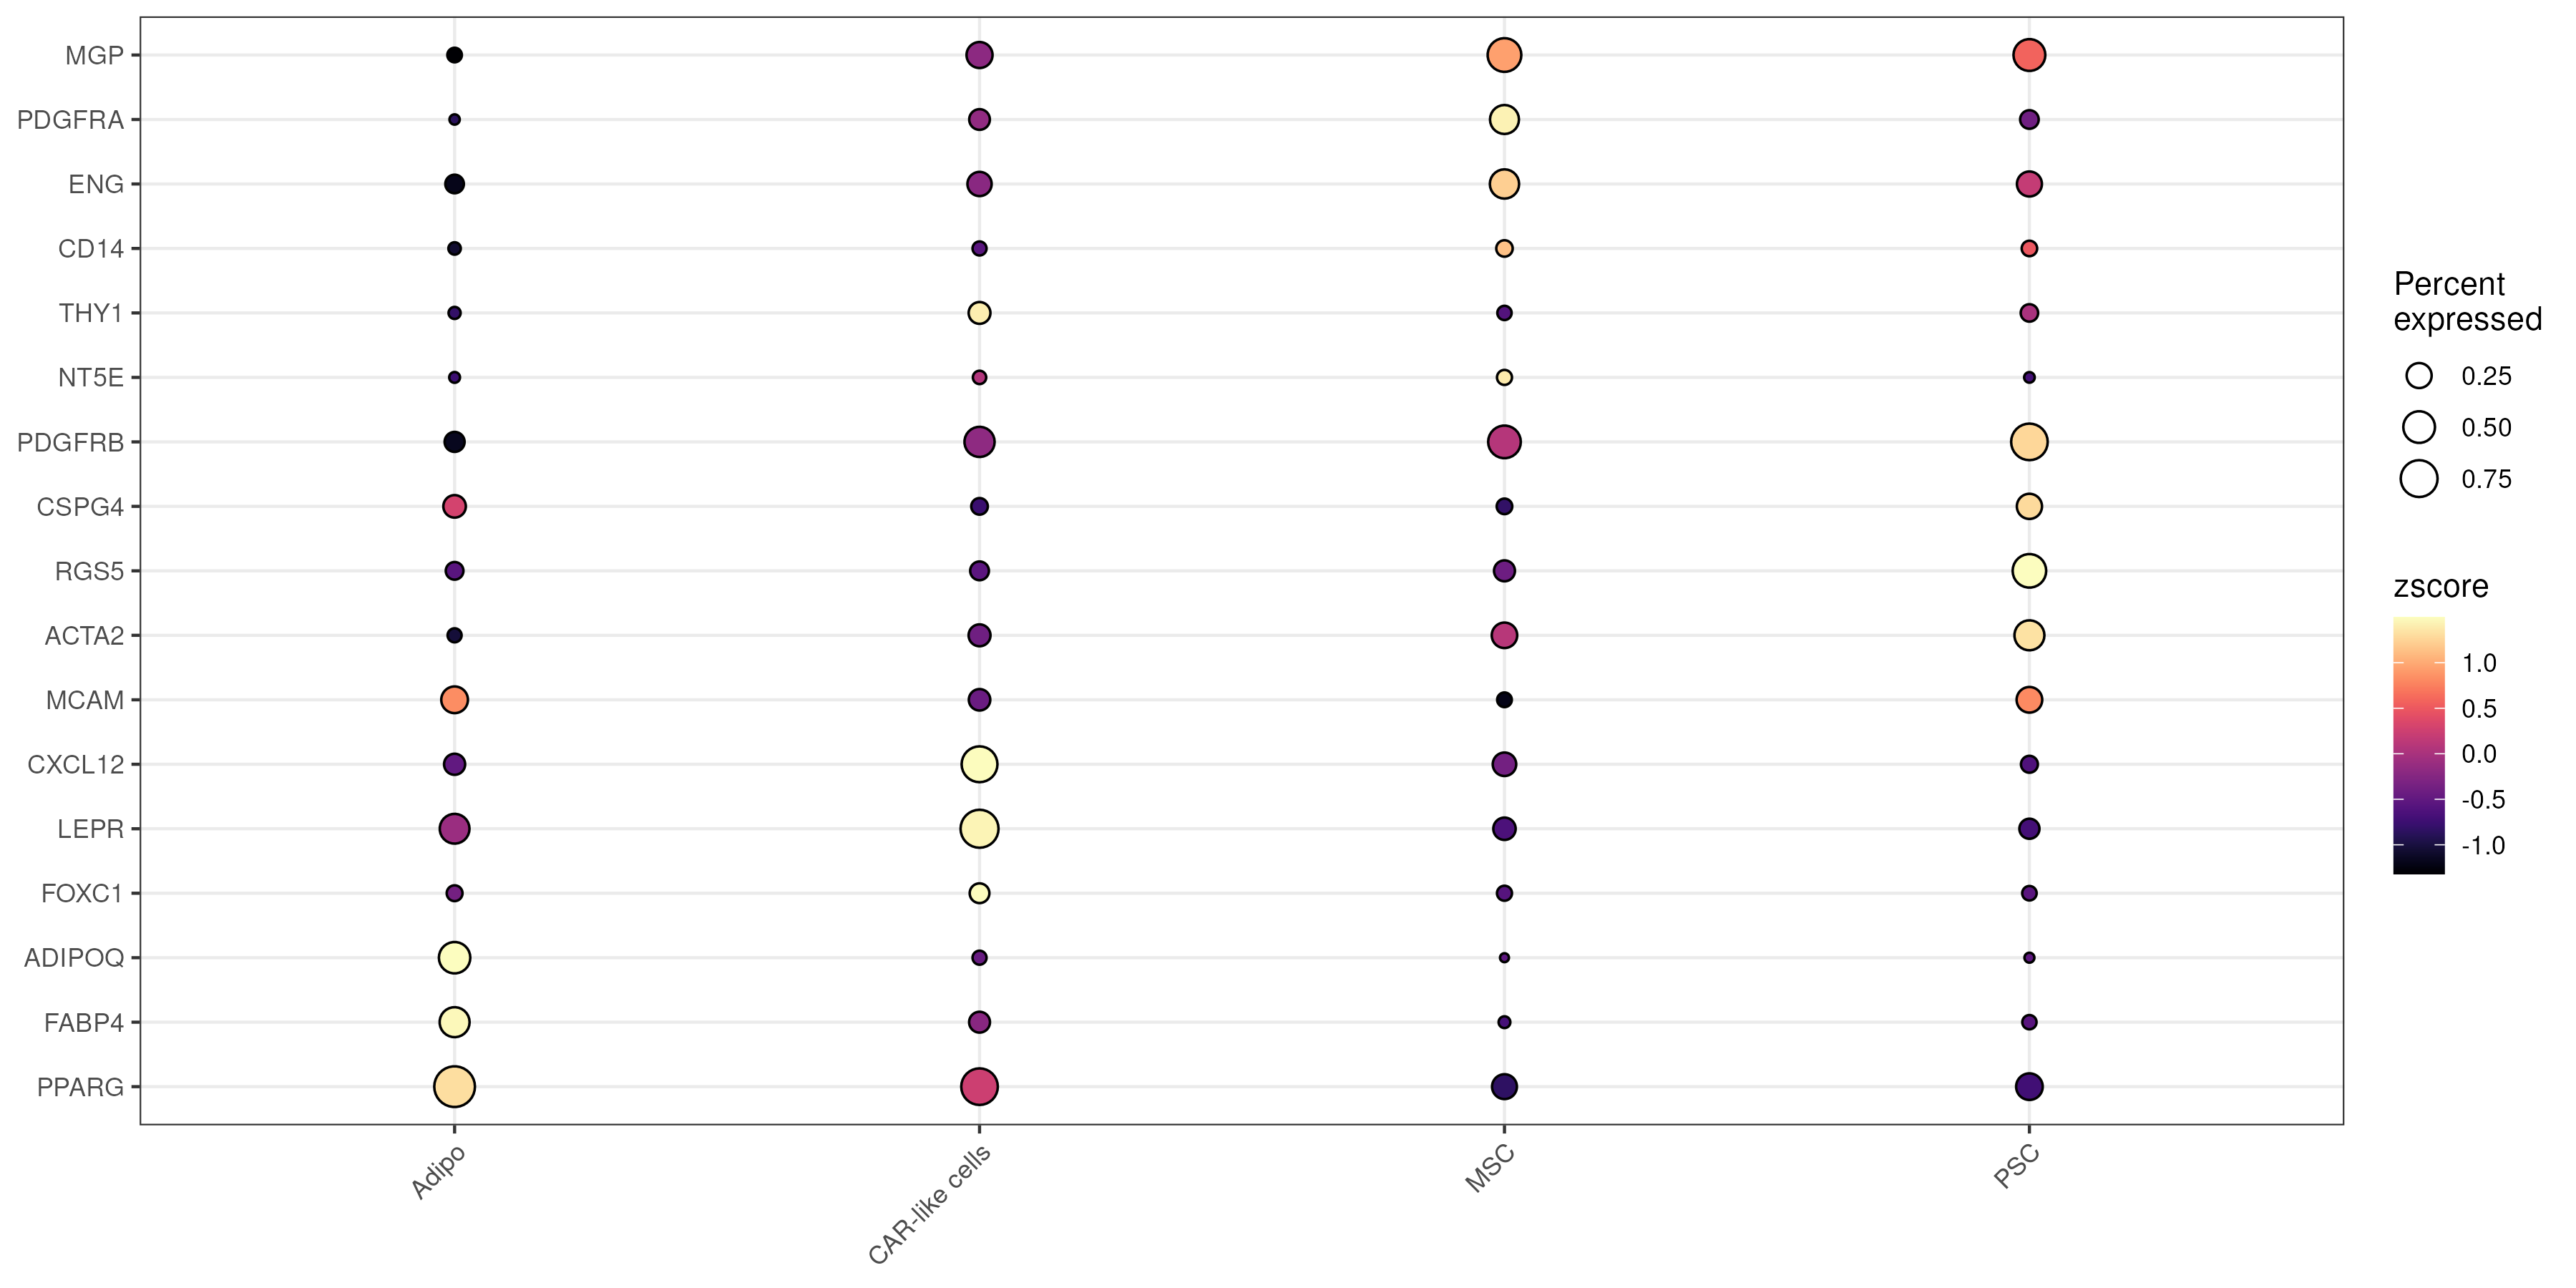 MGP
PDGFRA
ENG
CD14
THY1
NT5E
PDGFRB
CSPG4
RGS5
ACTA2
MCAM
CXCL12
LEPR
FOXC1
ADIPOQ
FABP4
PPARG
Adipo
CAR-like cells
MSC
PSC
Percent
expressed
0.25
0.50
0.75
zscore
1.0
0.5
0.0
-0.5
-1.0